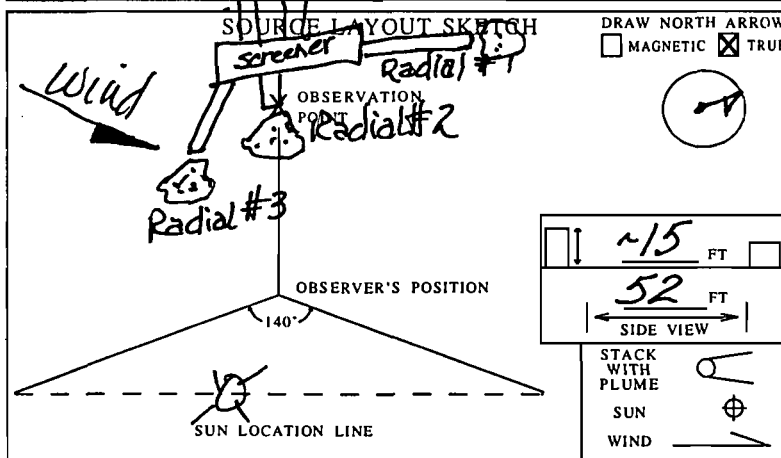 SOURCE LAYOUT SKETCH
DRAW NORTH ARROW
MAGNETIC
TRU
screener
Radial #1
Wind
OBSERVATION
POINT
Radial #2
Radial #3
~15 FT
OBSERVER'S POSITION
52 FT
140°
SIDE VIEW
STACK
WITH
PLUME
SUN
SUN LOCATION LINE
WIND